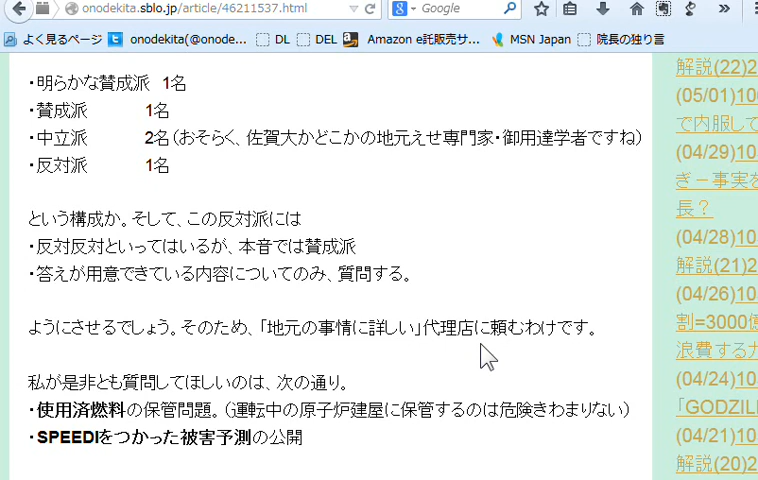 onodekita.sblo.jp/article/46211537.html
Google
よく見るページ onodekita(@onode... DL DEL Amazon e託販売サ... MSN Japan 院長の独り言
・明らかな賛成派 1名
・賛成派 1名
・中立派 2名(おそらく、佐賀大かどこかの地元えせ専門家・御用達学者ですね)
・反対派 1名
という構成か。そして、この反対派には
・反対反対といってはいるが、本音では賛成派
・答えが用意できている内容についてのみ、質問する。
ようにさせるでしょう。そのため、「地元の事情に詳しい」代理店に頼むわけです。
私が是非とも質問してほしいのは、次の通り。
・使用済燃料の保管問題。(運転中の原子炉建屋に保管するのは危険きわまりない)
・SPEEDIをつかった被害予測の公開
解説(22)2
(05/01)10
で内服して
(04/29)10
ぎ－事実を
長？
(04/28)10
解説(21)2
(04/26)10
割=3000億
浪費する
(04/24)10
「GODZIL
(04/21)10
解説(20)2